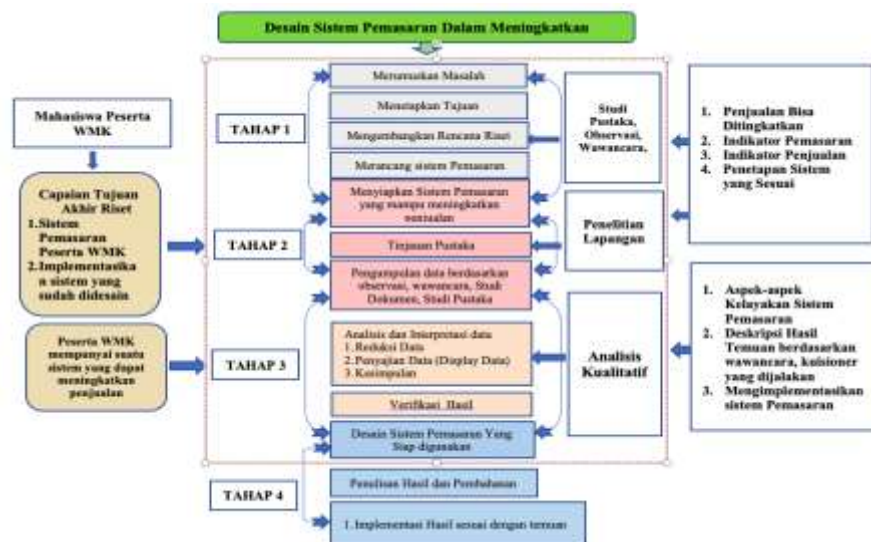 Desain Sistem Pemasaran Dalam Meningkatkan
Mahasiswa Peserta
WMK
Capaian Tujuan
Akhir Riset
1.Sistem
Pemasaran
Peserta WMK
2.Implementasika
n sistem yang
sudah didesain
Peserta WMK
mempunyai suatu
sistem yang dapat
meningkatkan
penjualan
TAHAP 1
Merumuskan Masalah
Menetapkan Tujuan
Mengembangkan Rencana Riset
Merancang sistem Pemasaran
Menyiapkan Sistem Pemasaran
yang mampu meningkatkan
penjualan
TAHAP 2
Tinjauan Pustaka
Pengumpulan data berdasarkan
observasi, wawancara, Studi
Dokumen, Studi Pustaka
TAHAP 3
Analisis dan Interpretasi data
1. Reduksi Data
2. Penyajian Data (Display Data)
3. Kesimpulan
Verifikasi Hasil
Desain Sistem Pemasaran Yang
Siap digunakan
TAHAP 4
Penulisan Hasil dan Pembahasan
1. Implementasi Hasil sesuai dengan temuan
Studi
Pustaka,
Observasi,
Wawancara,
Penelitian
Lapangan
Analisis
Kualitatif
1. Penjualan Bisa
Ditingkatkan
2. Indikator Pemasaran
3. Indikator Penjualan
4. Penetapan Sistem
yang Sesuai
1. Aspek-aspek
Kelayakan Sistem
Pemasaran
2. Deskripsi Hasil
Temuan berdasarkan
wawancara, kuisioner
yang dijalakan
3. Mengimplementasikan
sistem Pemasaran